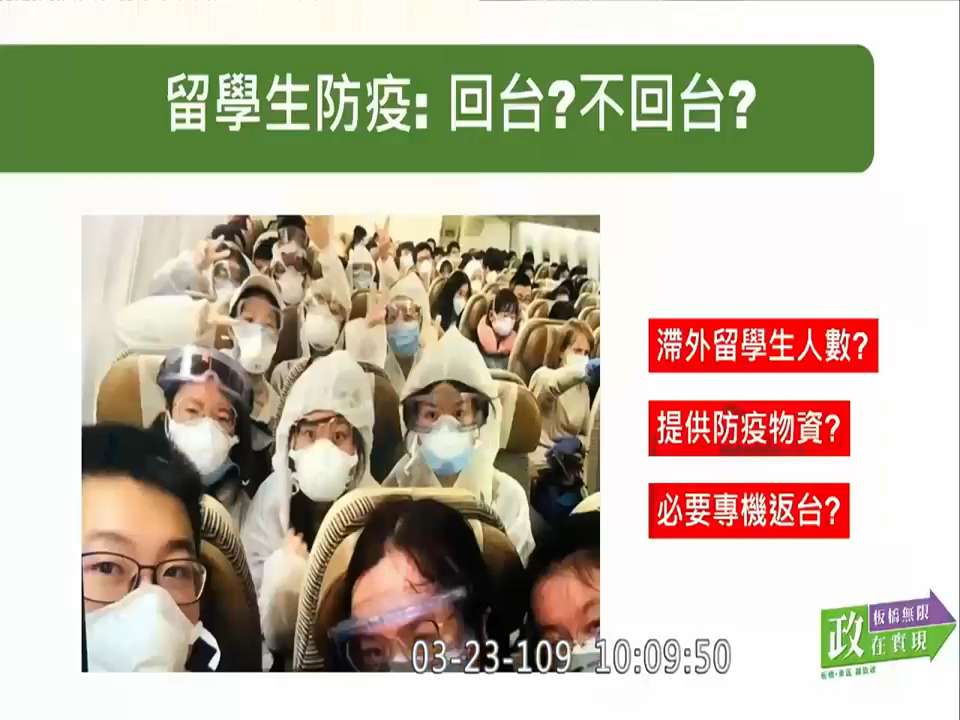 留學生防疫: 回台?不回台?
滯外留學生人數?
提供防疫物資?
必要專機返台?
政
板橋無限
在實現
03-23-109 10:09:50